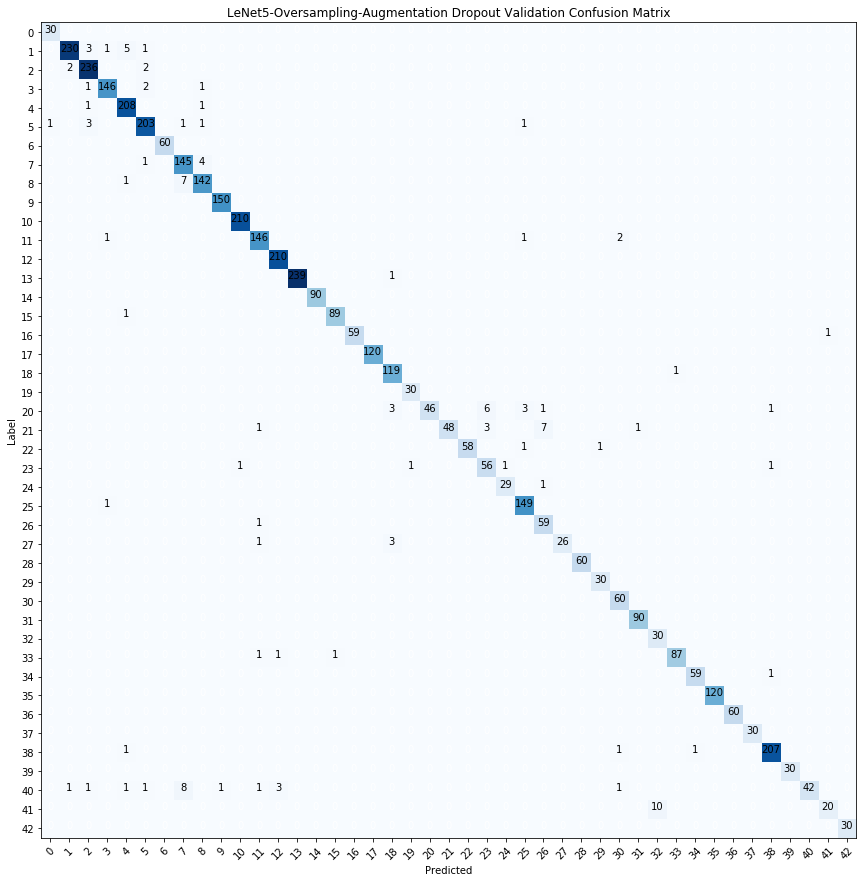 LeNet5-Oversampling-Augmentation Dropout Validation Confusion Matrix
0 30
1 230 3 1 5 1
2 2 236 2
3 1 146 2 1
4 1 208 1
5 1 3 203 1 1 1
6 60
7 1 145 4
8 1 7 142
9 150
10 210
11 1 146 1 2
12 210
13 239 1
14 90
15 1 89
16 59 1
17 120
18 119 1
19 30
20 3 46 6 3 1 1
21 1 48 3 7 1
22 58 1 1
23 1 1 56 1 1
24 29 1
25 1 149
26 1 59
27 1 3 26
28 60
29 30
30 60
31 90
32 30
33 1 1 1 87
34 59 1
35 120
36 60
37 30
38 1 1 1 207
39 30
40 1 1 1 1 8 1 1 3 1 42
41 10 20
42 30
Label
0 1 2 3 4 5 6 7 8 9 10 11 12 13 14 15 16 17 18 19 20 21 22 23 24 25 26 27 28 29 30 31 32 33 34 35 36 37 38 39 40 41 42
Predicted